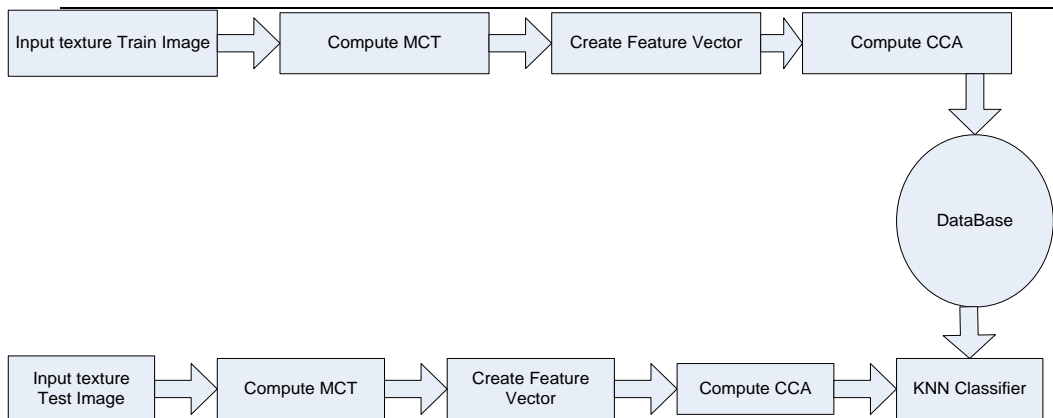 Input texture Train Image
Compute MCT
Create Feature Vector
Compute CCA
DataBase
Input texture
Test Image
Compute MCT
Create Feature
Vector
Compute CCA
KNN Classifier